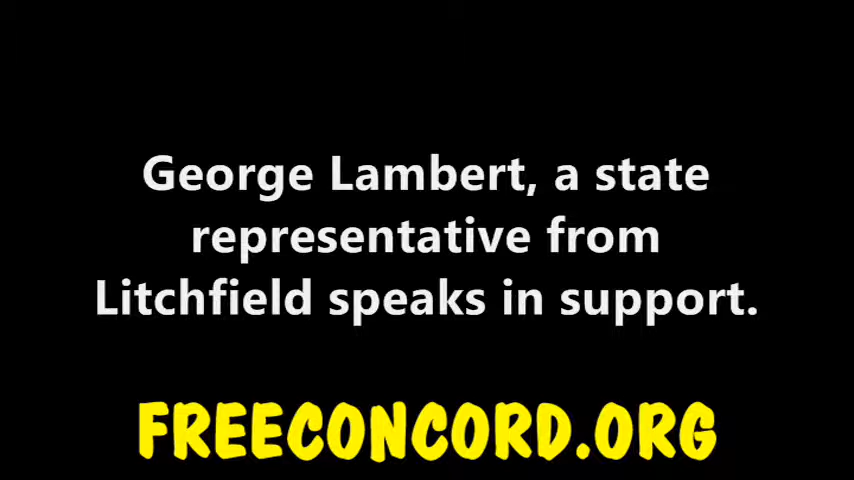 George Lambert, a state
representative from
Litchfield speaks in support.
FREECONCORD.ORG